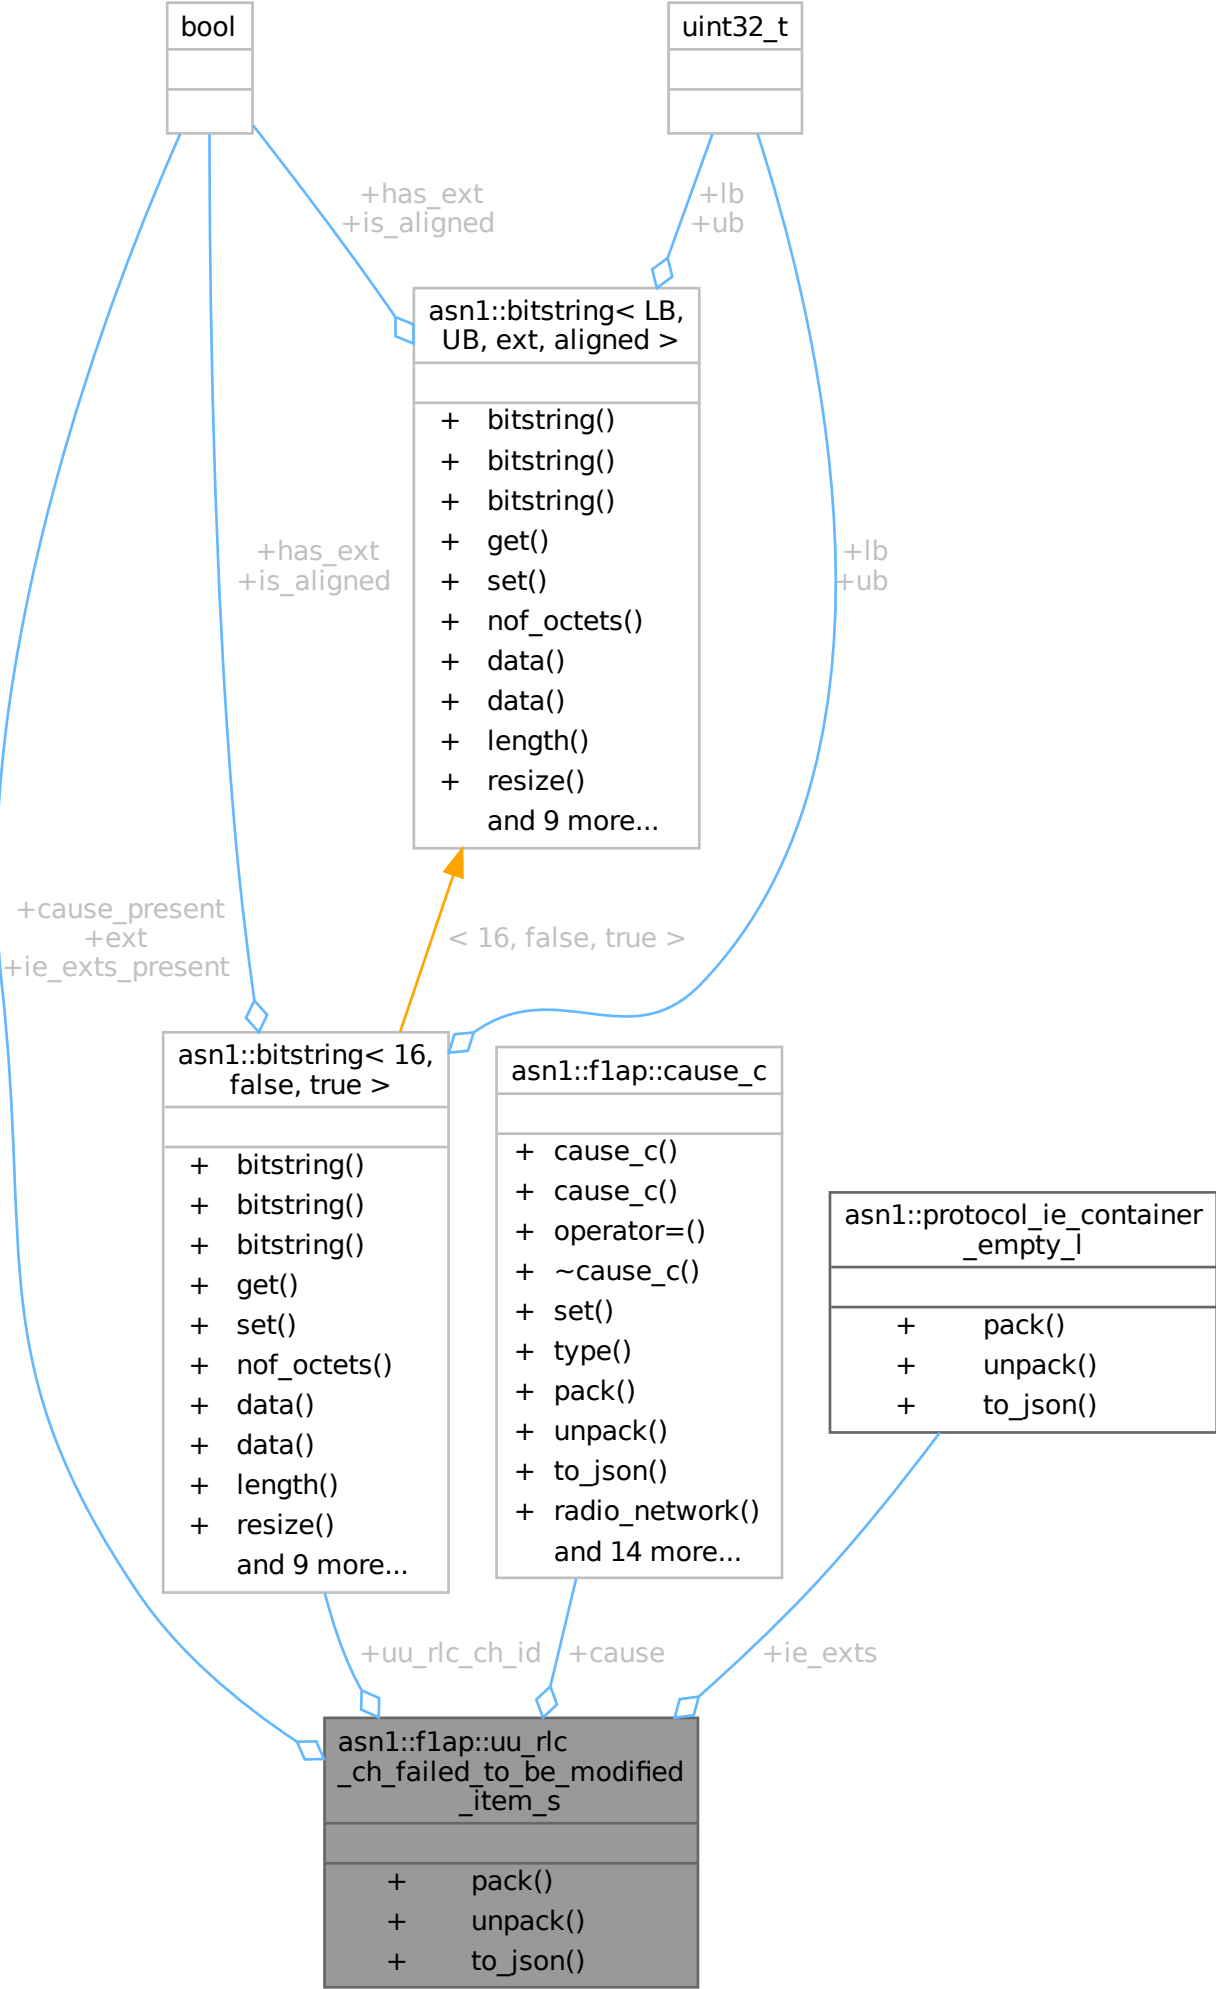 bool
uint32_t
+has_ext
+is_aligned
+lb
+ub
asn1::bitstring< LB,
UB, ext, aligned >
+ bitstring()
+ bitstring()
+ bitstring()
+ get()
+ set()
+ nof_octets()
+ data()
+ data()
+ length()
+ resize()
and 9 more...
+has_ext
+is_aligned
+lb
+ub
+cause_present
+ext
+ie_exts_present
< 16, false, true >
asn1::bitstring< 16,
false, true >
+ bitstring()
+ bitstring()
+ bitstring()
+ get()
+ set()
+ nof_octets()
+ data()
+ data()
+ length()
+ resize()
and 9 more...
asn1::f1ap::cause_c
+ cause_c()
+ cause_c()
+ operator=()
+ ~cause_c()
+ set()
+ type()
+ pack()
+ unpack()
+ to_json()
+ radio_network()
and 14 more...
asn1::protocol_ie_container
_empty_l
+ pack()
+ unpack()
+ to_json()
+uu_rlc_ch_id
+cause
+ie_exts
asn1::f1ap::uu_rlc
_ch_failed_to_be_modified
_item_s
+ pack()
+ unpack()
+ to_json()